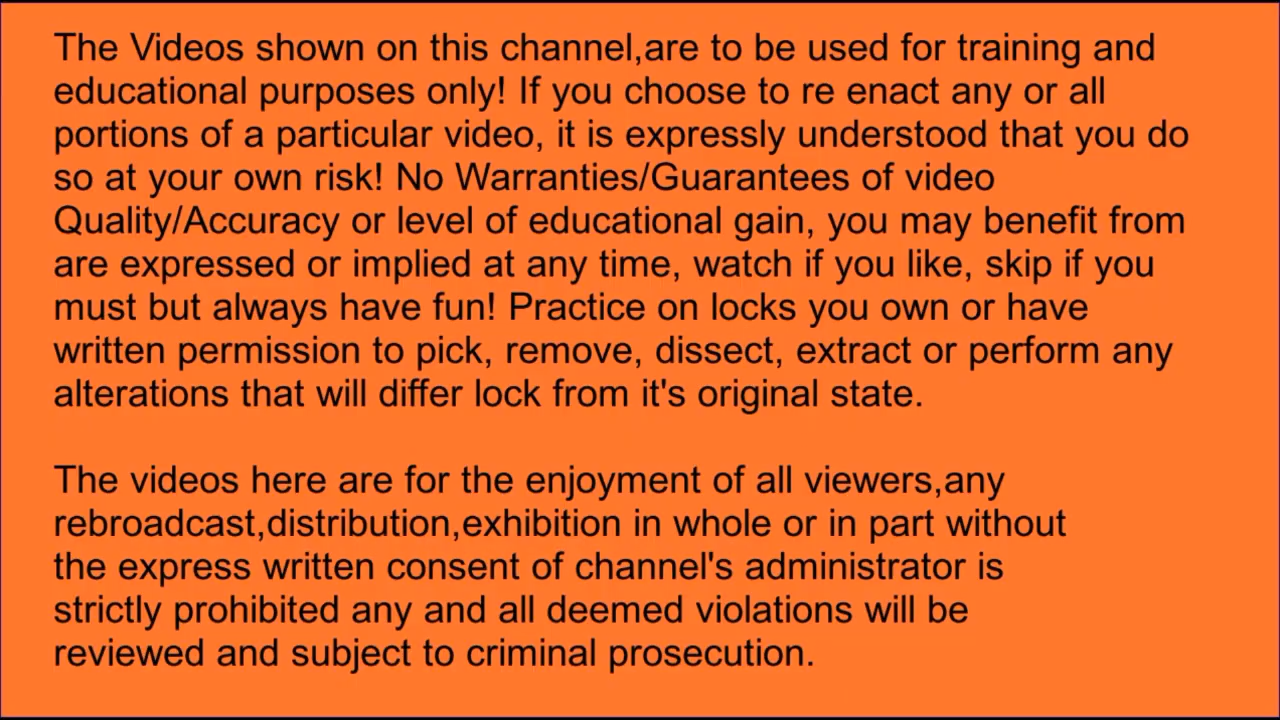 The Videos shown on this channel,are to be used for training and
educational purposes only! If you choose to re enact any or all
portions of a particular video, it is expressly understood that you do
so at your own risk! No Warranties/Guarantees of video
Quality/Accuracy or level of educational gain, you may benefit from
are expressed or implied at any time, watch if you like, skip if you
must but always have fun! Practice on locks you own or have
written permission to pick, remove, dissect, extract or perform any
alterations that will differ lock from it's original state.
The videos here are for the enjoyment of all viewers,any
rebroadcast,distribution,exhibition in whole or in part without
the express written consent of channel's administrator is
strictly prohibited any and all deemed violations will be
reviewed and subject to criminal prosecution.